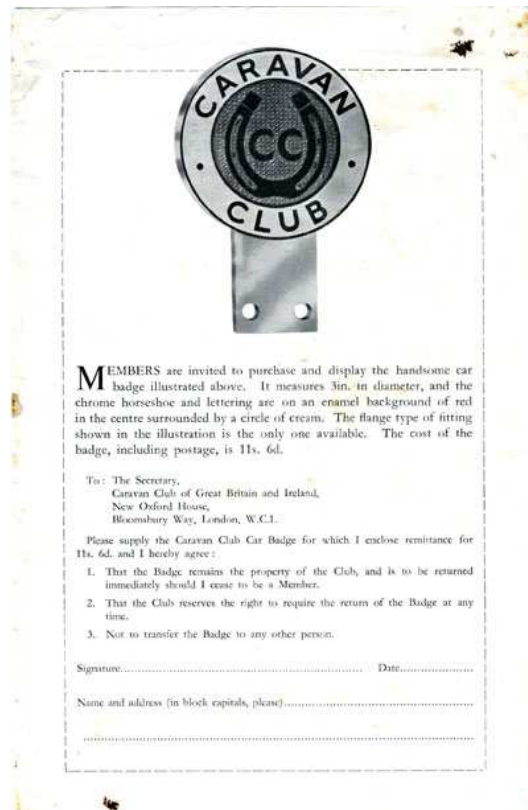 CARAVAN
CC
CLUB
MEMBERS are invited to purchase and display the handsome car
badge illustrated above. It measures 3in. in diameter, and the
chrome horseshoe and lettering are on an enamel background of red
in the centre surrounded by a circle of cream. The flange type of fitting
shown in the illustration is the only one available. The cost of the
badge, including postage, is 11s. 6d.
To: The Secretary,
Caravan Club of Great Britain and Ireland,
New Oxford House,
Bloomsbury Way, London, W.C.1.
Please supply the Caravan Club Car Badge for which I enclose remittance for
11s. 6d. and I hereby agree:
1. That the Badge remains the property of the Club, and is to be returned
immediately should I cease to be a Member.
2. That the Club reserves the right to require the return of the Badge at any
time.
3. Not to transfer the Badge to any other person.
Signature.................... Date....................
Name and address (in block capitals, please)....................